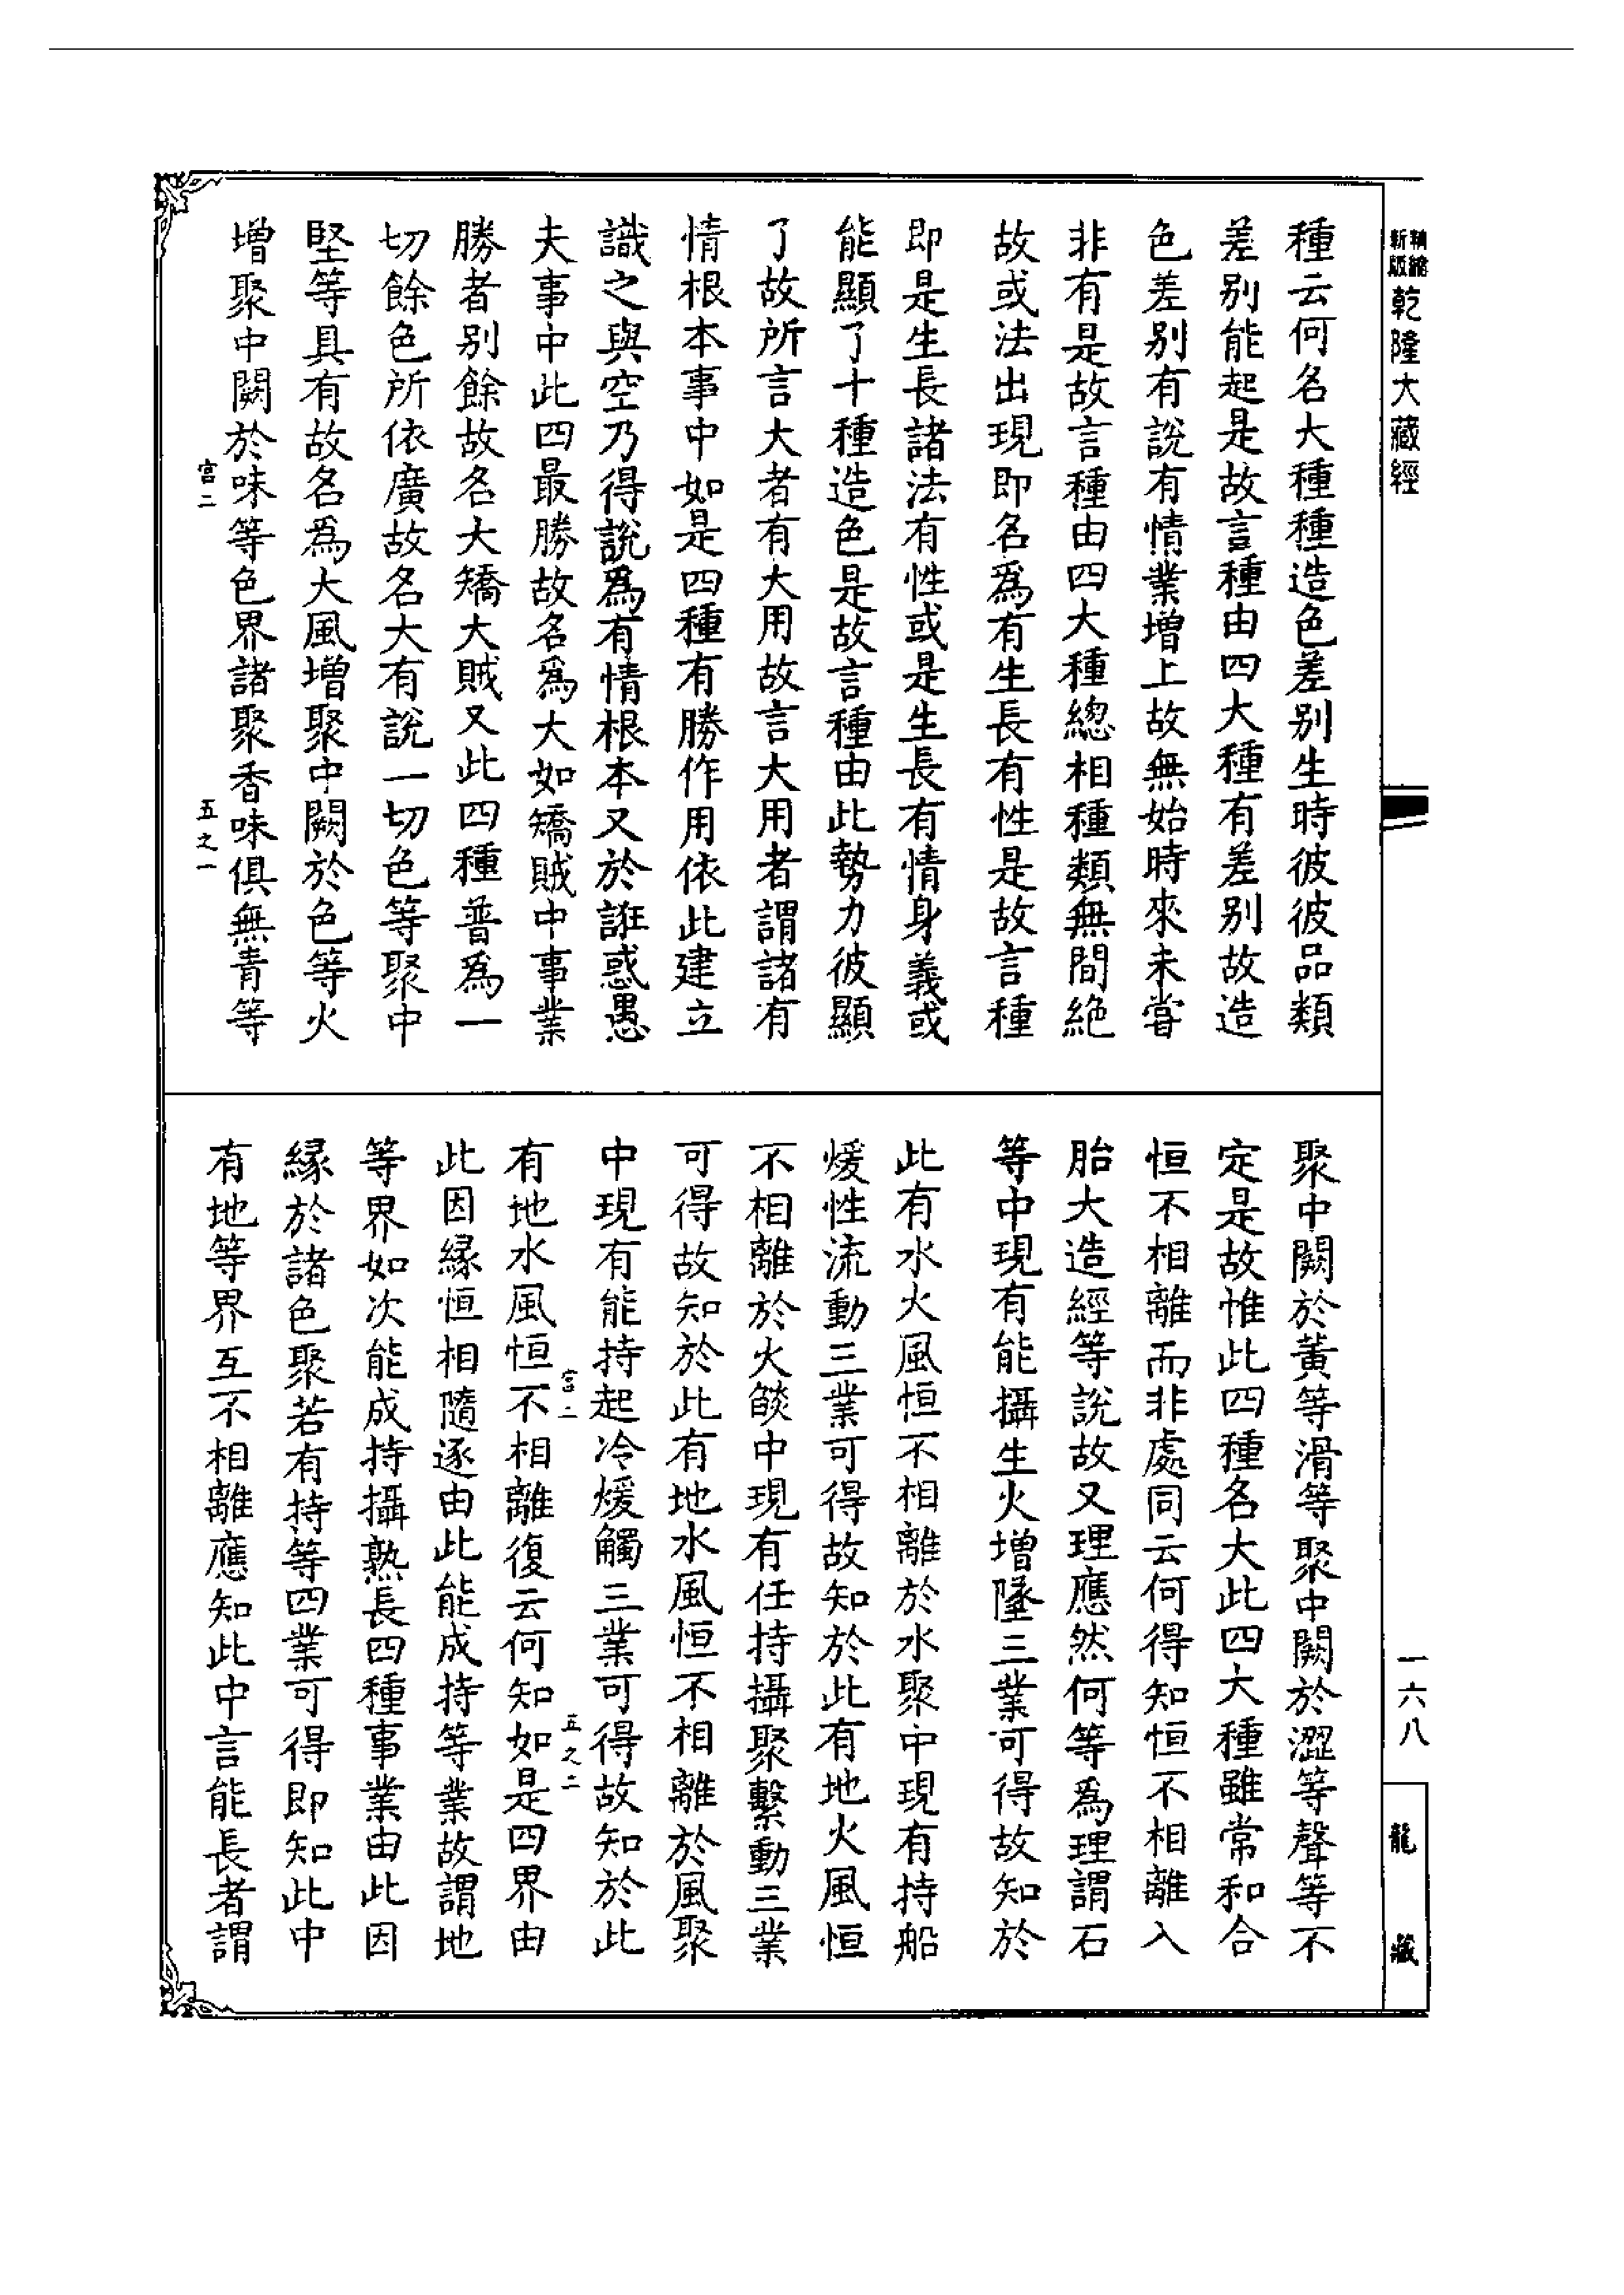 新版精縮乾隆大藏經
種云何名大種種造色差别生時彼彼品類
差别能起是故言種由四大種有差别故造
色差别有說有情業增上故無始時來未甞
非有是故言種由四大種緫相種類無間絶
故或法出現即名爲有生長有性是故言種
即是生長諸法有性或是生長有情身義或
能顯了十種造色是故言種由此勢力彼顯
了故所言大者有大用故言大用者謂諸有
情根本事中如是四種有勝作用依此建立
識之與空乃得說爲有情根本又於誑惑愚
夫事中此四最勝故名爲大如矯賊中事業
勝者别餘故名大矯大賊又此四種普爲一
切餘色所依廣故名大有說一切色等聚中
堅等具有故名爲大風增聚中闕於色等火
增聚中闕於味等色界諸聚香味俱無青等
宫二
五之一
聚中闕於黄等滑等聚中闕於澀等聲等不
定是故惟此四種名大此四大種雖常和合
恒不相離而非處同云何得知恒不相離入
胎大造經等說故又理應然何等爲理謂石
等中現有能攝生火增墜三業可得故知於
此有水火風恒不相離於水聚中現有持船
煖性流動三業可得故知於此有地火風恒
不相離於火燄中現有任持攝聚繫動三業
可得故知於此有地水風恒不相離於風聚
中現有能持起冷煖觸三業可得故知於此
宫二
五之二
有地水風恒不相離復云何知如是四界由
此因緣恒相隨逐由此能成持等業故謂地
等界如次能成持攝熟長四種事業由此因
緣於諸色聚若有持等四業可得即知此中
有地等界互不相離應知此中言能長者謂
一六八
龍藏